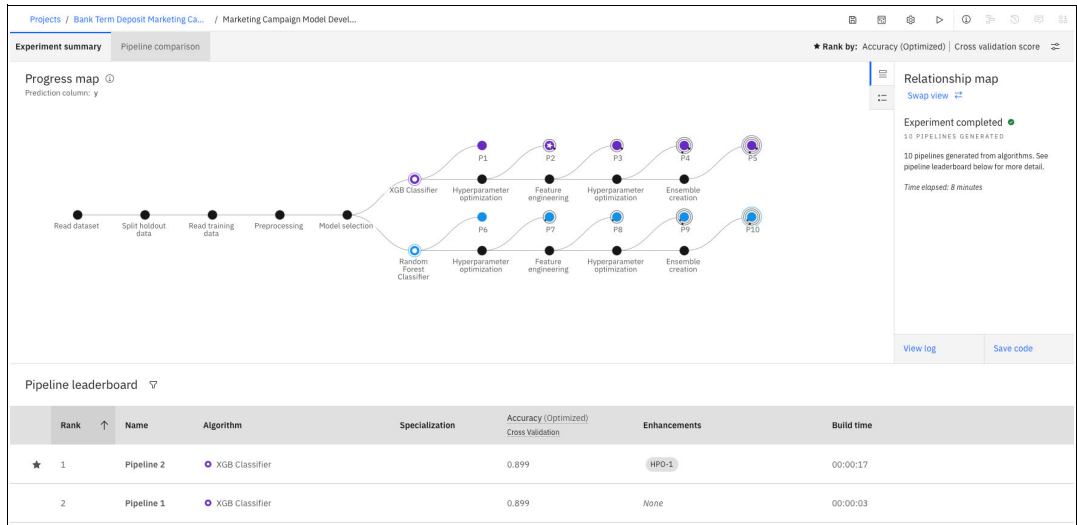 Projects / Bank Term Deposit Marketing Ca... / Marketing Campaign Model Devel...
Experiment summary Pipeline comparison ★ Rank by: Accuracy (Optimized) | Cross validation score
Progress map
Prediction column: y
Relationship map
Swap view
Experiment completed
10 PIPELINES GENERATED
10 pipelines generated from algorithms. See
pipeline leaderboard below for more detail.
Time elapsed: 8 minutes
P1 P2 P3 P4 P5
XGB Classifier Hyperparameter Feature Hyperparameter Ensemble
optimization engineering optimization creation
Read dataset Split holdout Read training Preprocessing Model selection
data data
P6 P7 P8 P9 P10
Random Hyperparameter Feature Hyperparameter Ensemble
Forest optimization engineering optimization creation
Classifier
View log Save code
Pipeline leaderboard
Rank ↑ Name Algorithm Specialization Accuracy (Optimized) Enhancements Build time
Cross Validation
★ 1 Pipeline 2 XGB Classifier 0.899 HPO-1 00:00:17
2 Pipeline 1 XGB Classifier 0.899 None 00:00:03